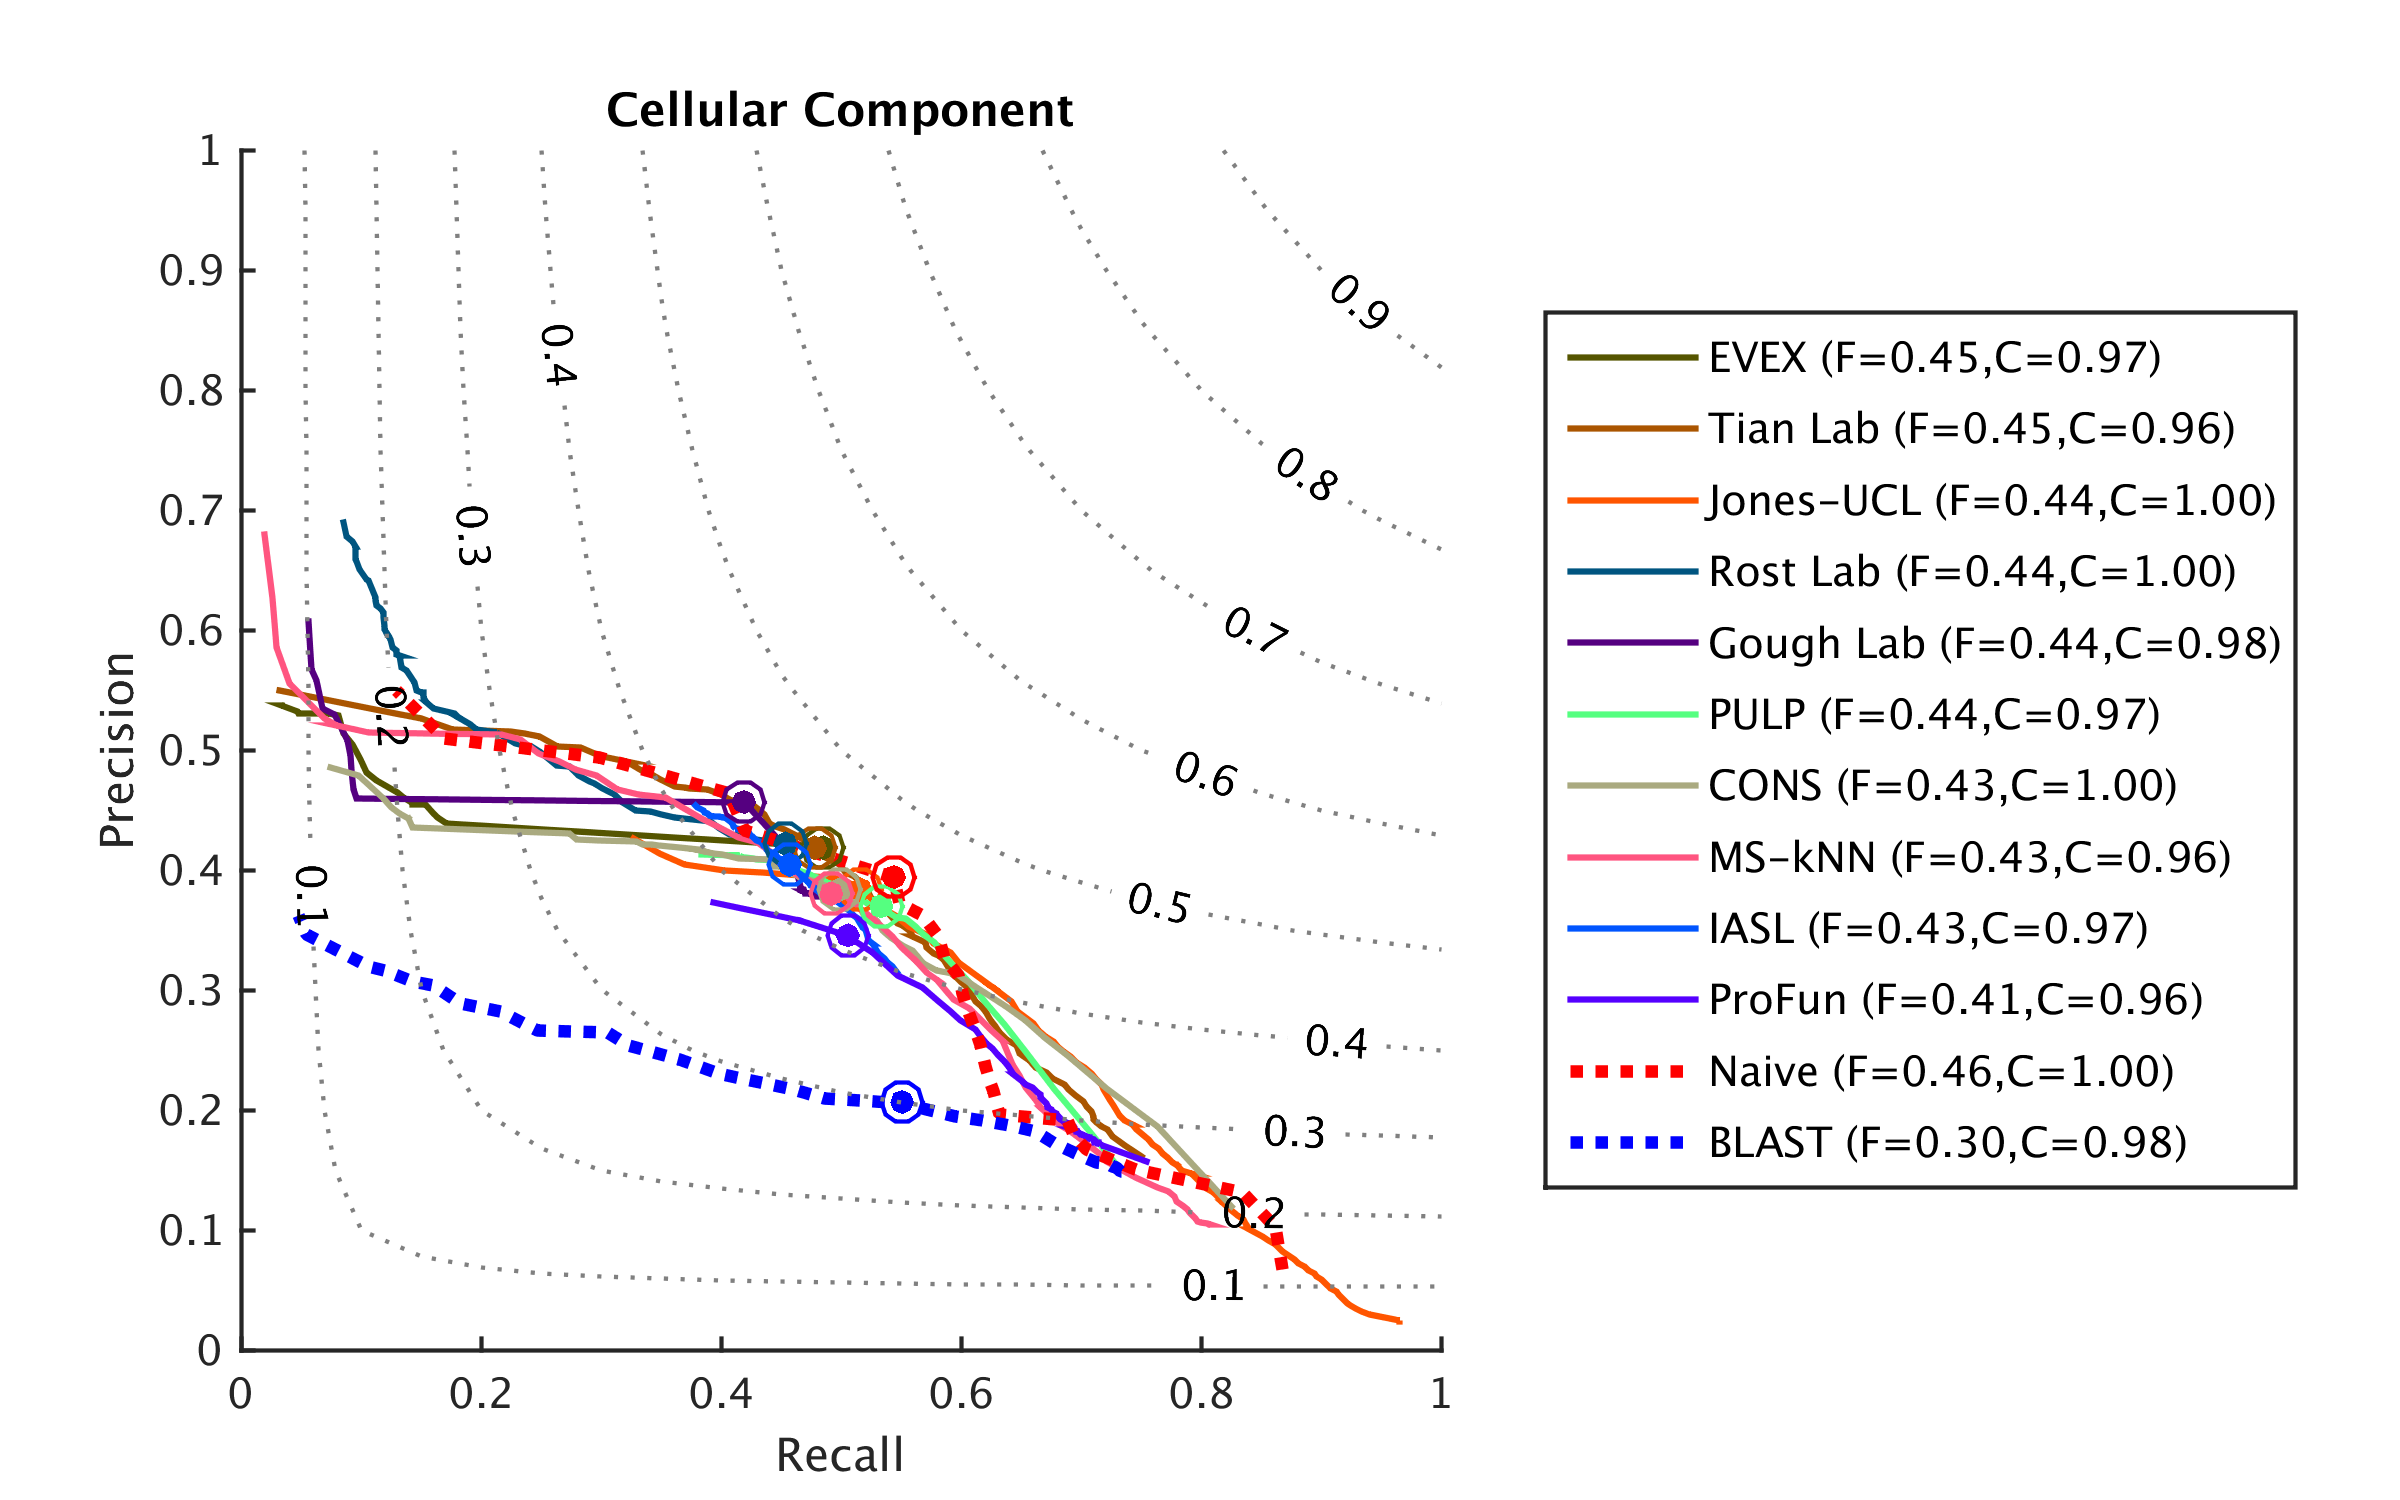 Cellular Component
1
0.9
0.8
0.7
0.6
0.5
0.4
0.3
0.2
0.1
0
Precision
0
0.2
0.4
0.6
0.8
1
Recall
0.9
0.8
0.7
0.6
0.5
0.4
0.3
0.2
0.1
0.4
0.3
0.2
0.1
EVEX (F=0.45,C=0.97)
Tian Lab (F=0.45,C=0.96)
Jones-UCL (F=0.44,C=1.00)
Rost Lab (F=0.44,C=1.00)
Gough Lab (F=0.44,C=0.98)
PULP (F=0.44,C=0.97)
CONS (F=0.43,C=1.00)
MS-kNN (F=0.43,C=0.96)
IASL (F=0.43,C=0.97)
ProFun (F=0.41,C=0.96)
Naive (F=0.46,C=1.00)
BLAST (F=0.30,C=0.98)